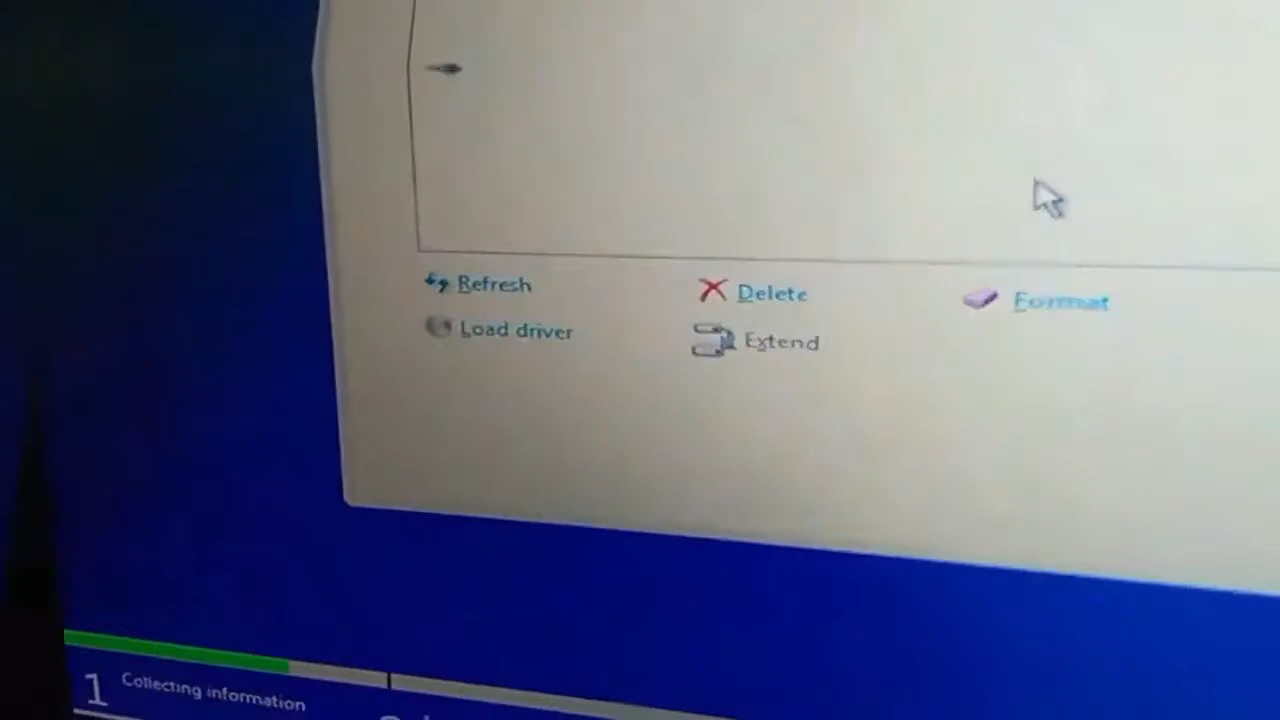 Refresh
Delete
Format
Load driver
Extend
1 Collecting information